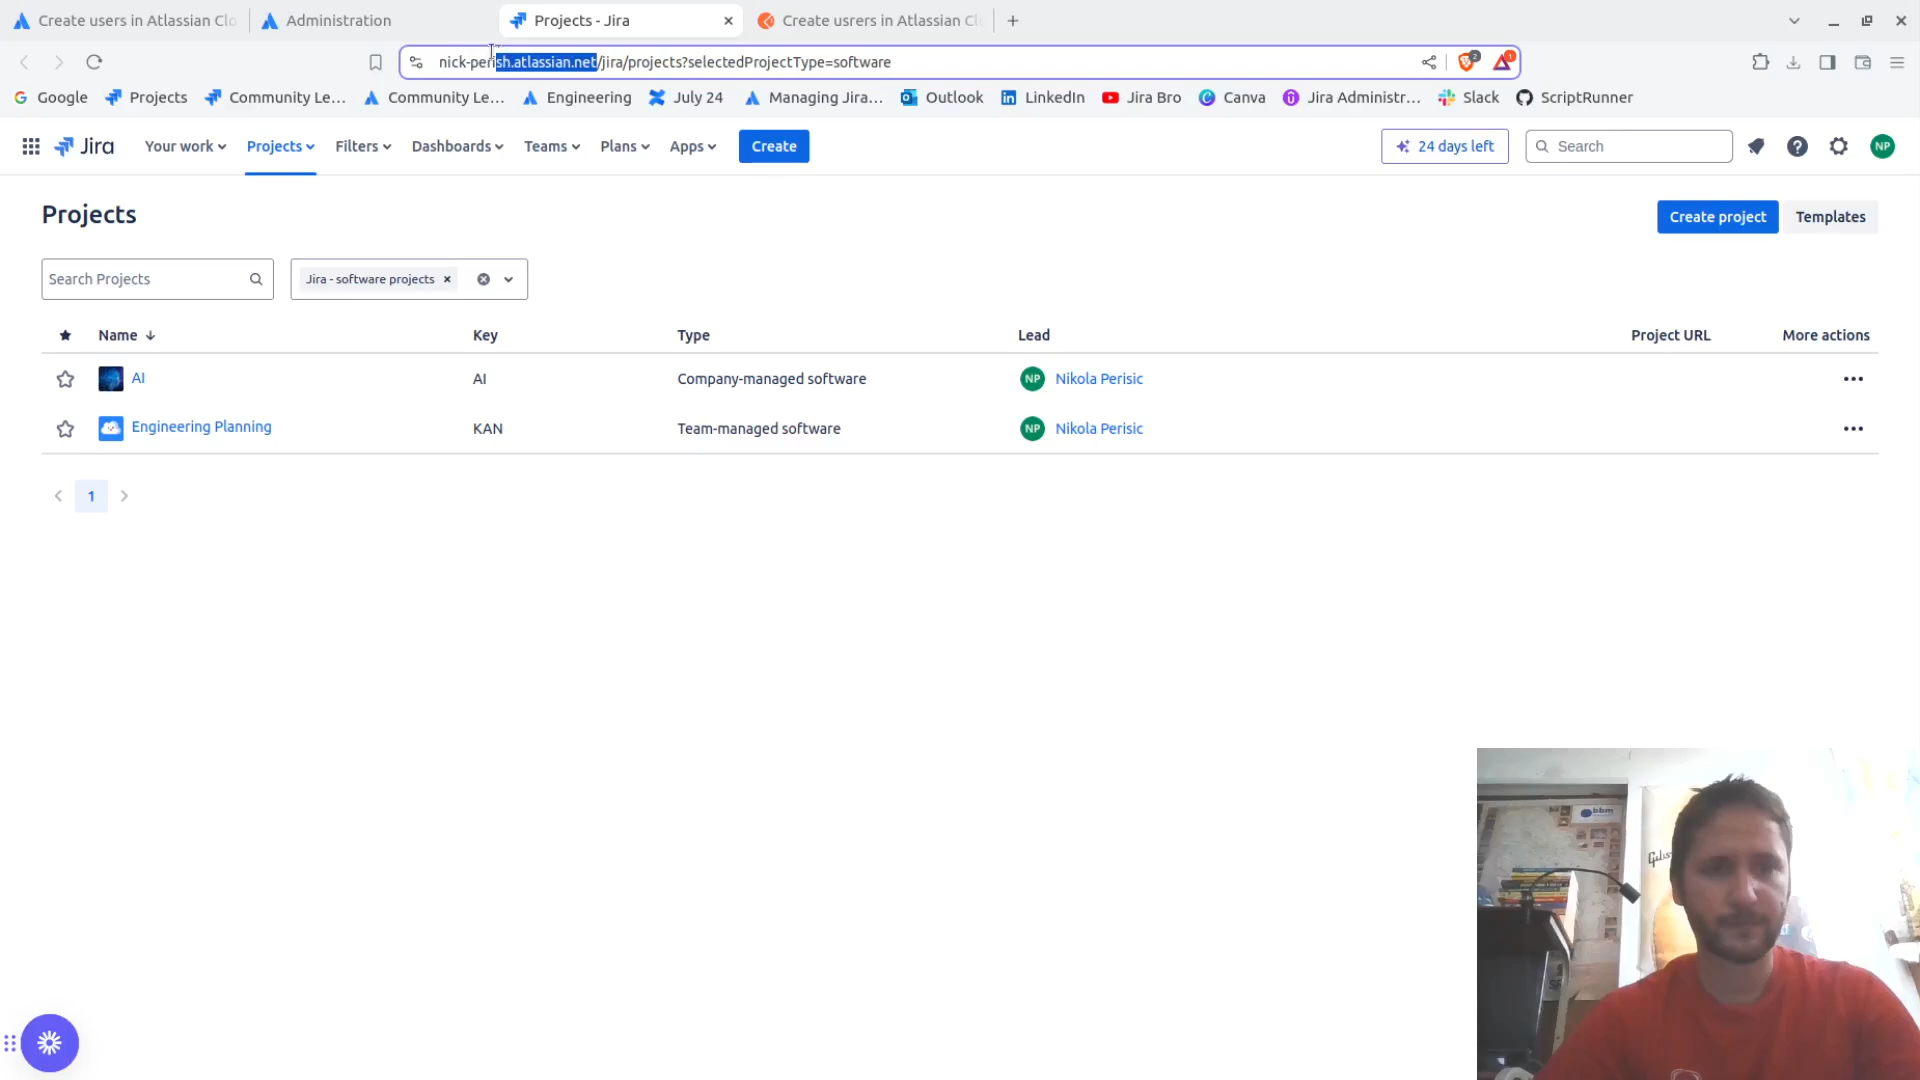 Create users in Atlassian Clo
Administration
Projects - Jira
Create usrers in Atlassian Cl
nick-perish.atlassian.net/jira/projects?selectedProjectType=software
2
1
Google
Projects
Community Le...
Community Le...
Engineering
July 24
Managing Jira...
Outlook
LinkedIn
Jira Bro
Canva
Jira Administr...
Slack
ScriptRunner
Jira
Your work
Projects
Filters
Dashboards
Teams
Plans
Apps
Create
24 days left
Search
NP
Projects
Create project
Templates
Search Projects
Jira - software projects
Name
Key
Type
Lead
Project URL
More actions
AI
AI
Company-managed software
NP
Nikola Perisic
Engineering Planning
KAN
Team-managed software
NP
Nikola Perisic
1
bbm